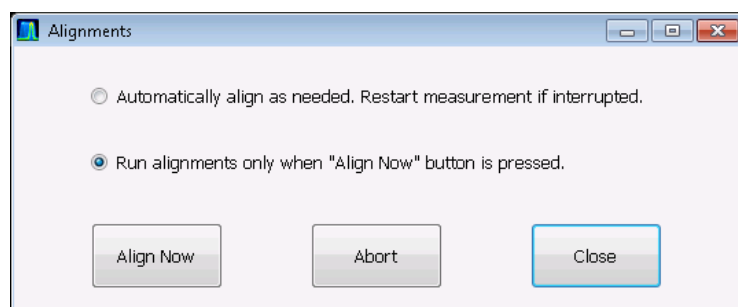 Alignments
Automatically align as needed. Restart measurement if interrupted.
Run alignments only when "Align Now" button is pressed.
Align Now Abort Close